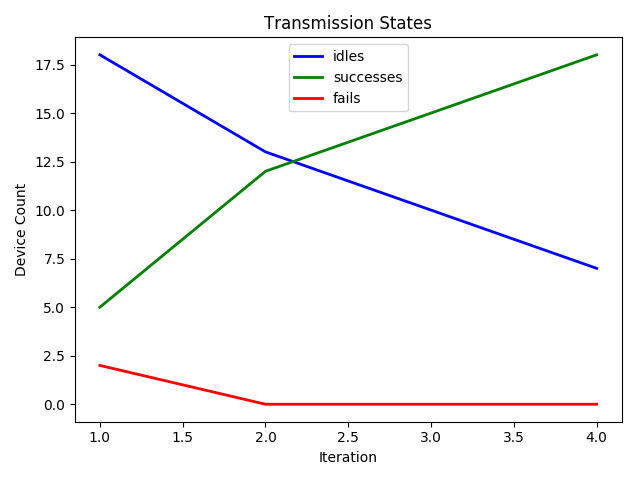 Transmission States
idles
successes
fails
Device Count
17.5
15.0
12.5
10.0
7.5
5.0
2.5
0.0
1.0 1.5 2.0 2.5 3.0 3.5 4.0
Iteration